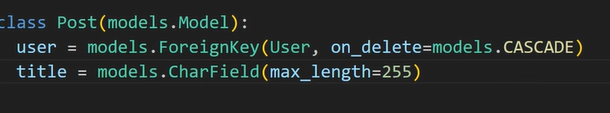 class Post(models.Model):
user = models.ForeignKey(User, on_delete=models.CASCADE)
title = models.CharField(max_length=255)